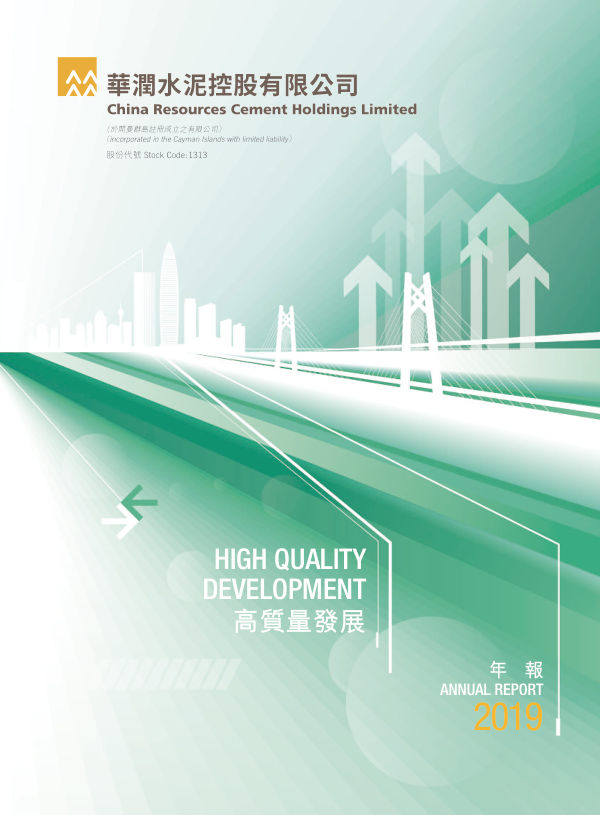 華潤水泥控股有限公司
China Resources Cement Holdings Limited
（於開曼群島註冊成立之有限公司）
(incorporated in the Cayman Islands with limited liability)
股份代號 Stock Code: 1313
HIGH QUALITY
DEVELOPMENT
高質量發展
年 報
ANNUAL REPORT
2019